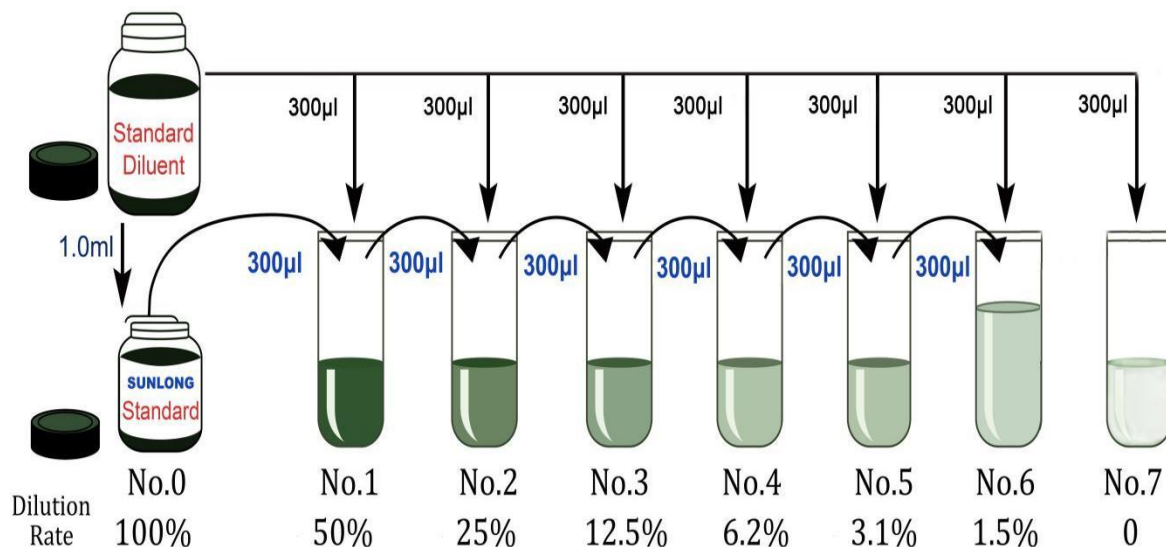 Standard
Diluent
300µl 300µl 300µl 300µl 300µl 300µl 300µl
1.0ml
300µl 300µl 300µl 300µl 300µl 300µl
SUNLONG
Standard
No.0 No.1 No.2 No.3 No.4 No.5 No.6 No.7
Dilution
Rate 100% 50% 25% 12.5% 6.2% 3.1% 1.5% 0